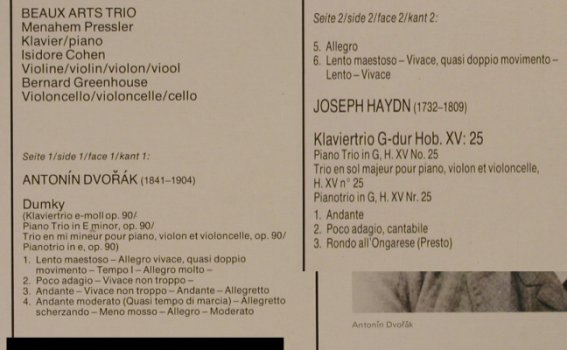 BEAUX ARTS TRIO
Menahem Pressler
Klavier/piano
Isidore Cohen
Violine/violin/violon/viool
Bernard Greenhouse
Violoncello/violoncelle/cello
Seite 1/side 1/face 1/kant 1:
ANTONÍN DVOŘÁK (1841–1904)
Dumky
(Klaviertrio e-moll op. 90/
Piano Trio in E minor, op. 90/
Trio en mi mineur pour piano, violon et violoncelle, op. 90/
Pianotrio in e, op. 90)
1. Lento maestoso – Allegro vivace, quasi doppio
movimento – Tempo I – Allegro molto –
2. Poco adagio – Vivace non troppo –
3. Andante – Vivace non troppo – Andante – Allegretto
4. Andante moderato (Quasi tempo di marcia) – Allegretto
scherzando – Meno mosso – Allegro – Moderato
Seite 2/side 2/face 2/kant 2:
5. Allegro
6. Lento maestoso – Vivace, quasi doppio movimento –
Lento – Vivace
JOSEPH HAYDN (1732–1809)
Klaviertrio G-dur Hob. XV: 25
Piano Trio in G, H. XV No. 25
Trio en sol majeur pour piano, violon et violoncelle,
H. XV n° 25
Pianotrio in G, H. XV Nr. 25
1. Andante
2. Poco adagio, cantabile
3. Rondo all'Ongarese (Presto)
Antonín Dvořák